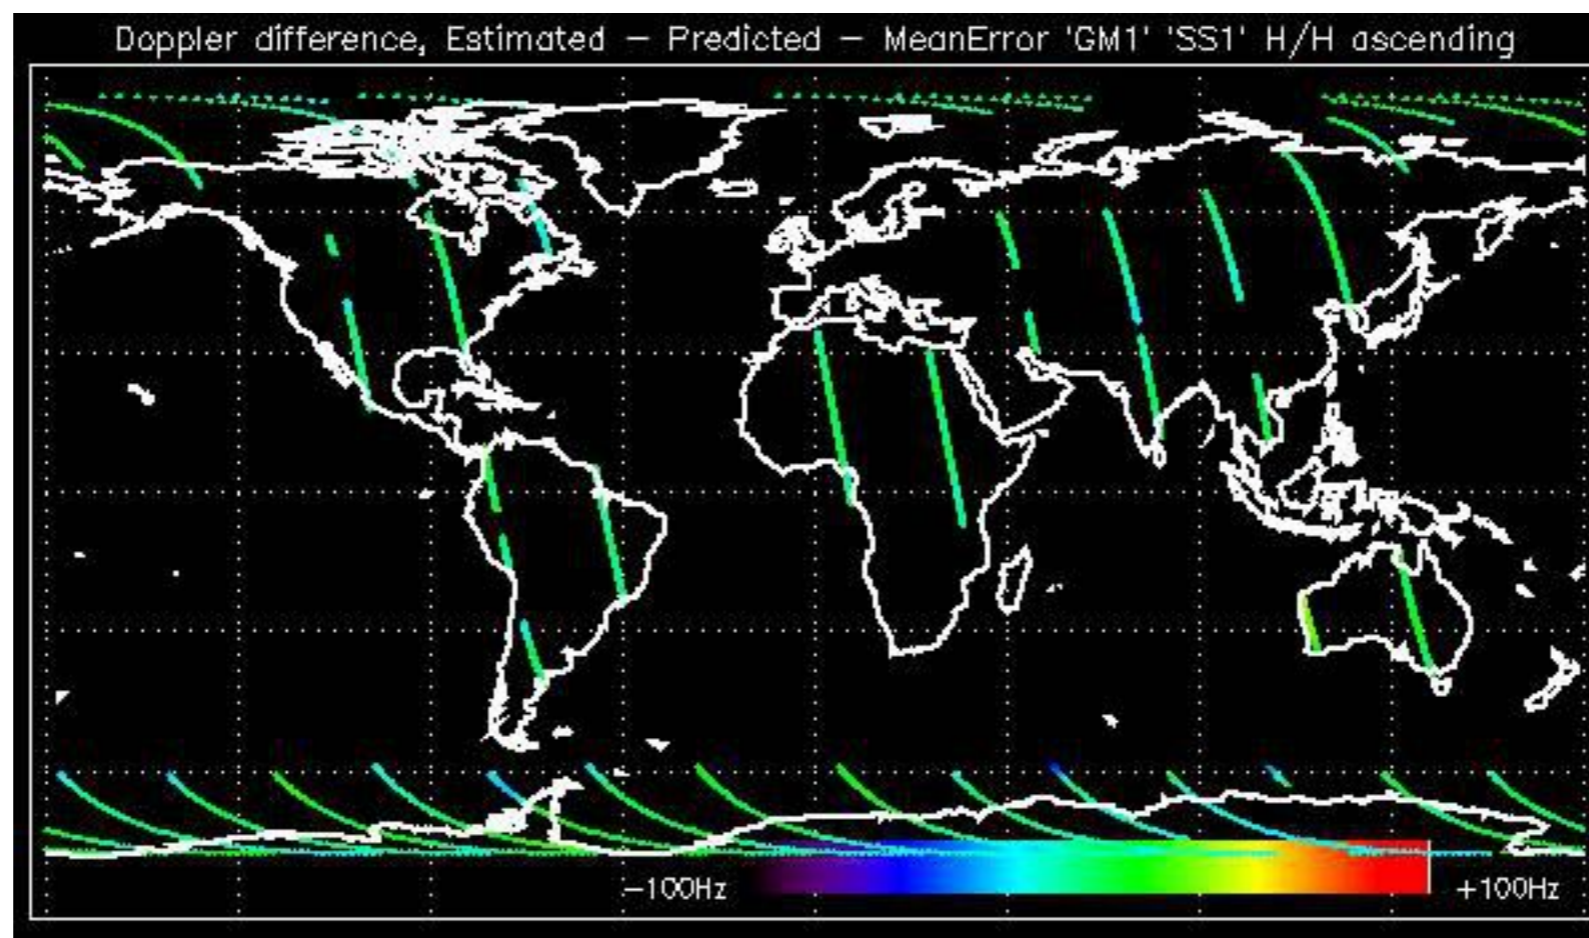 Doppler difference, Estimated – Predicted – MeanError 'GM1' 'SS1' H/H ascending
–100Hz
+100Hz